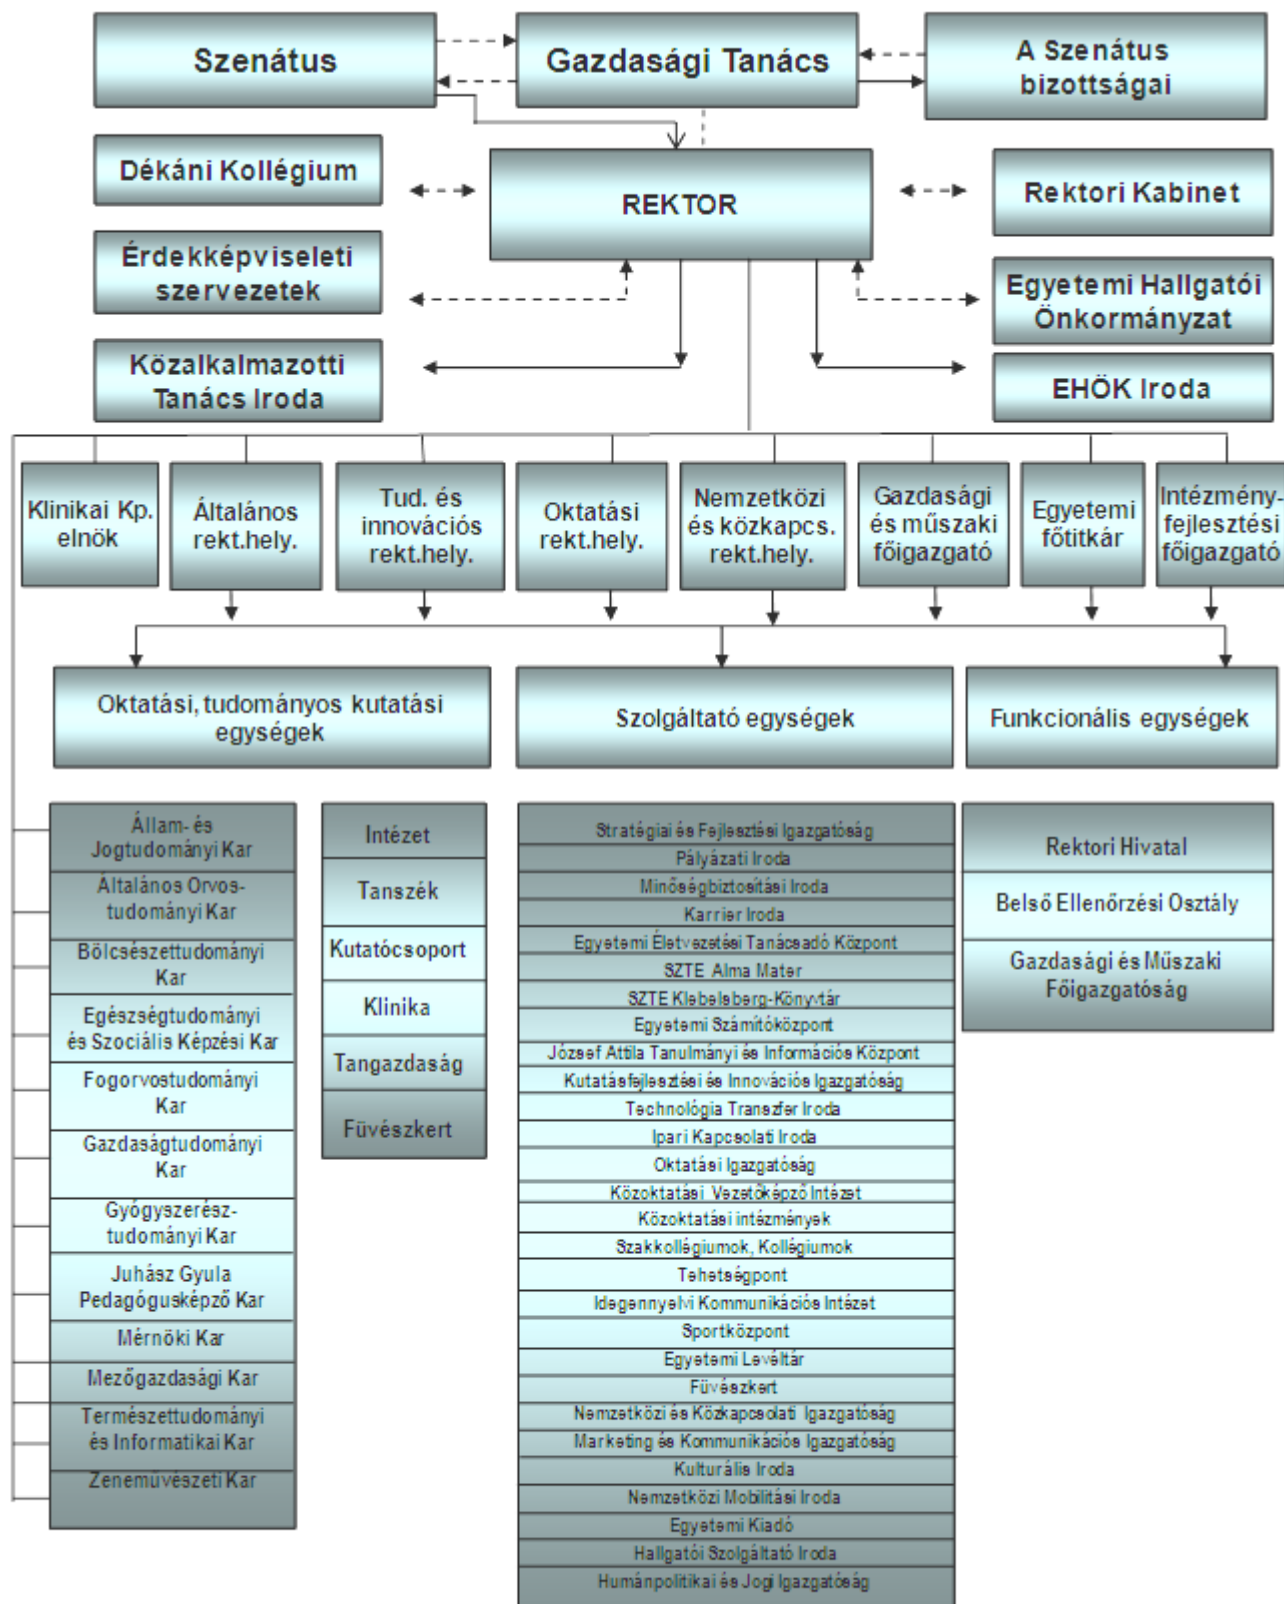 Szenátus
Gazdasági Tanács
A Szenátus
bizottságai
Dékáni Kollégium
REKTOR
Rektori Kabinet
Érdekképviseleti
szervezetek
Egyetemi Hallgatói
Önkormányzat
Közalkalmazotti
Tanács Iroda
EHÖK Iroda
Klinikai Kp.
elnök
Általános
rekt.hely.
Tud. és
innovációs
rekt.hely.
Oktatási
rekt.hely.
Nemzetközi
és közkapcs.
rekt.hely.
Gazdasági
és műszaki
főigazgató
Egyetemi
főtitkár
Intézmény-
fejlesztési
főigazgató
Oktatási, tudományos kutatási
egységek
Szolgáltató egységek
Funkcionális egységek
Állam- és
Jogtudományi Kar
Általános Orvos-
tudományi Kar
Bölcsészettudományi
Kar
Egészségtudományi
és Szociális Képzési Kar
Fogorvostudományi
Kar
Gazdaságtudományi
Kar
Gyógyszerész-
tudományi Kar
Juhász Gyula
Pedagógusképző Kar
Mérnöki Kar
Mezőgazdasági Kar
Természettudományi
és Informatikai Kar
Zeneművészeti Kar
Intézet
Tanszék
Kutatócsoport
Klinika
Tangazdaság
Füvészkert
Stratégiai és Fejlesztési Igazgatóság
Pályázati Iroda
Minőségbiztosítási Iroda
Karrier Iroda
Egyetemi Életvezetési Tanácsadó Központ
SZTE Alma Mater
SZTE Klebelsberg-Könyvtár
Egyetemi Számítóközpont
József Attila Tanulmányi és Információs Központ
Kutatásfejlesztési és Innovációs Igazgatóság
Technológia Transzfer Iroda
Ipari Kapcsolati Iroda
Oktatási Igazgatóság
Közoktatási Vezetőképző Intézet
Közoktatási intézmények
Szakkollégiumok, Kollégiumok
Tehetségpont
Idegennyelvi Kommunikációs Intézet
Sportközpont
Egyetemi Levéltár
Füvészkert
Nemzetközi és Közkapcsolati Igazgatóság
Marketing és Kommunikációs Igazgatóság
Kulturális Iroda
Nemzetközi Mobilitási Iroda
Egyetemi Kiadó
Hallgatói Szolgáltató Iroda
Humánpolitikai és Jogi Igazgatóság
Rektori Hivatal
Belső Ellenőrzési Osztály
Gazdasági és Műszaki
Főigazgatóság